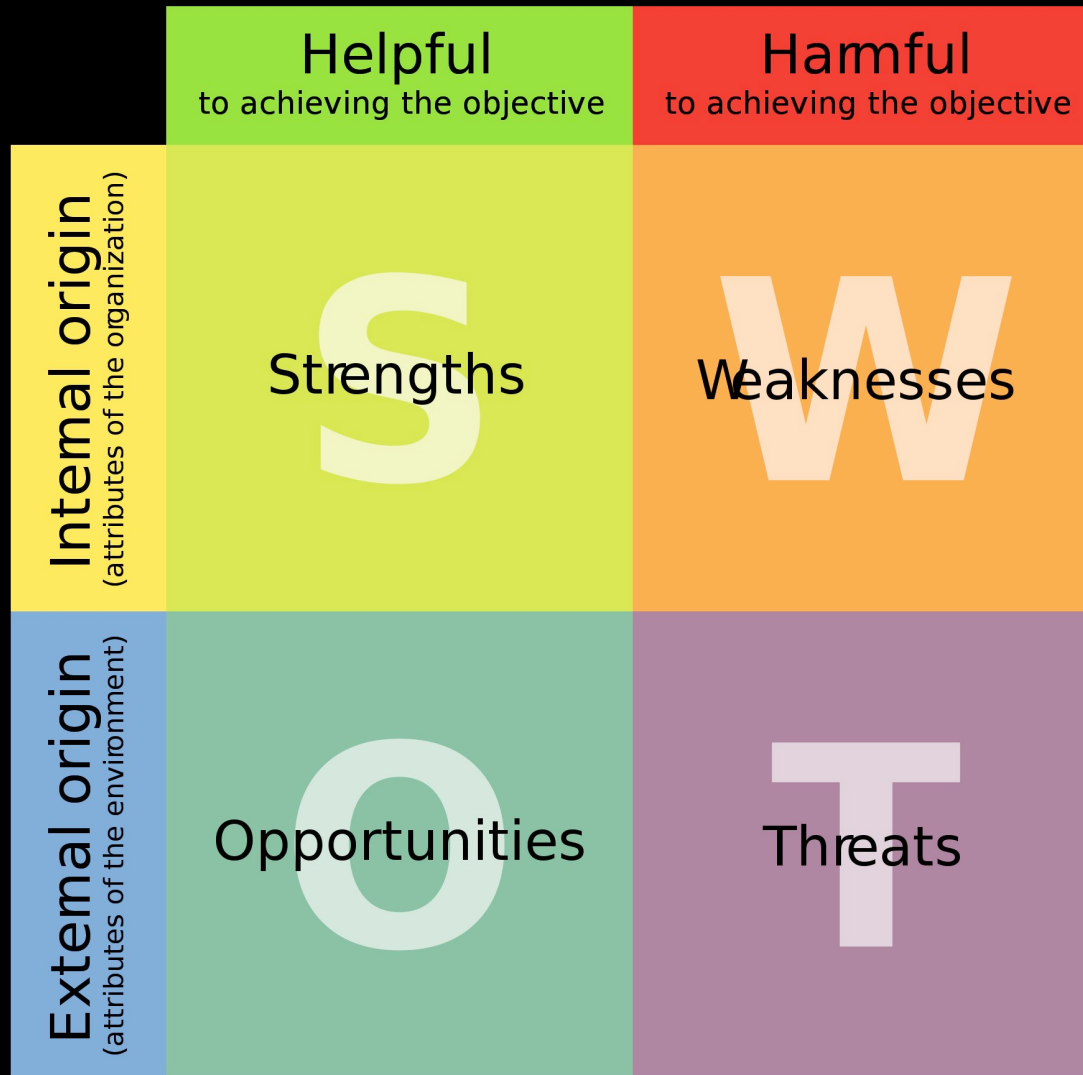 Helpful
to achieving the objective
Harmful
to achieving the objective
Internal origin
(attributes of the organization)
S
Strengths
W
Weaknesses
External origin
(attributes of the environment)
O
Opportunities
T
Threats